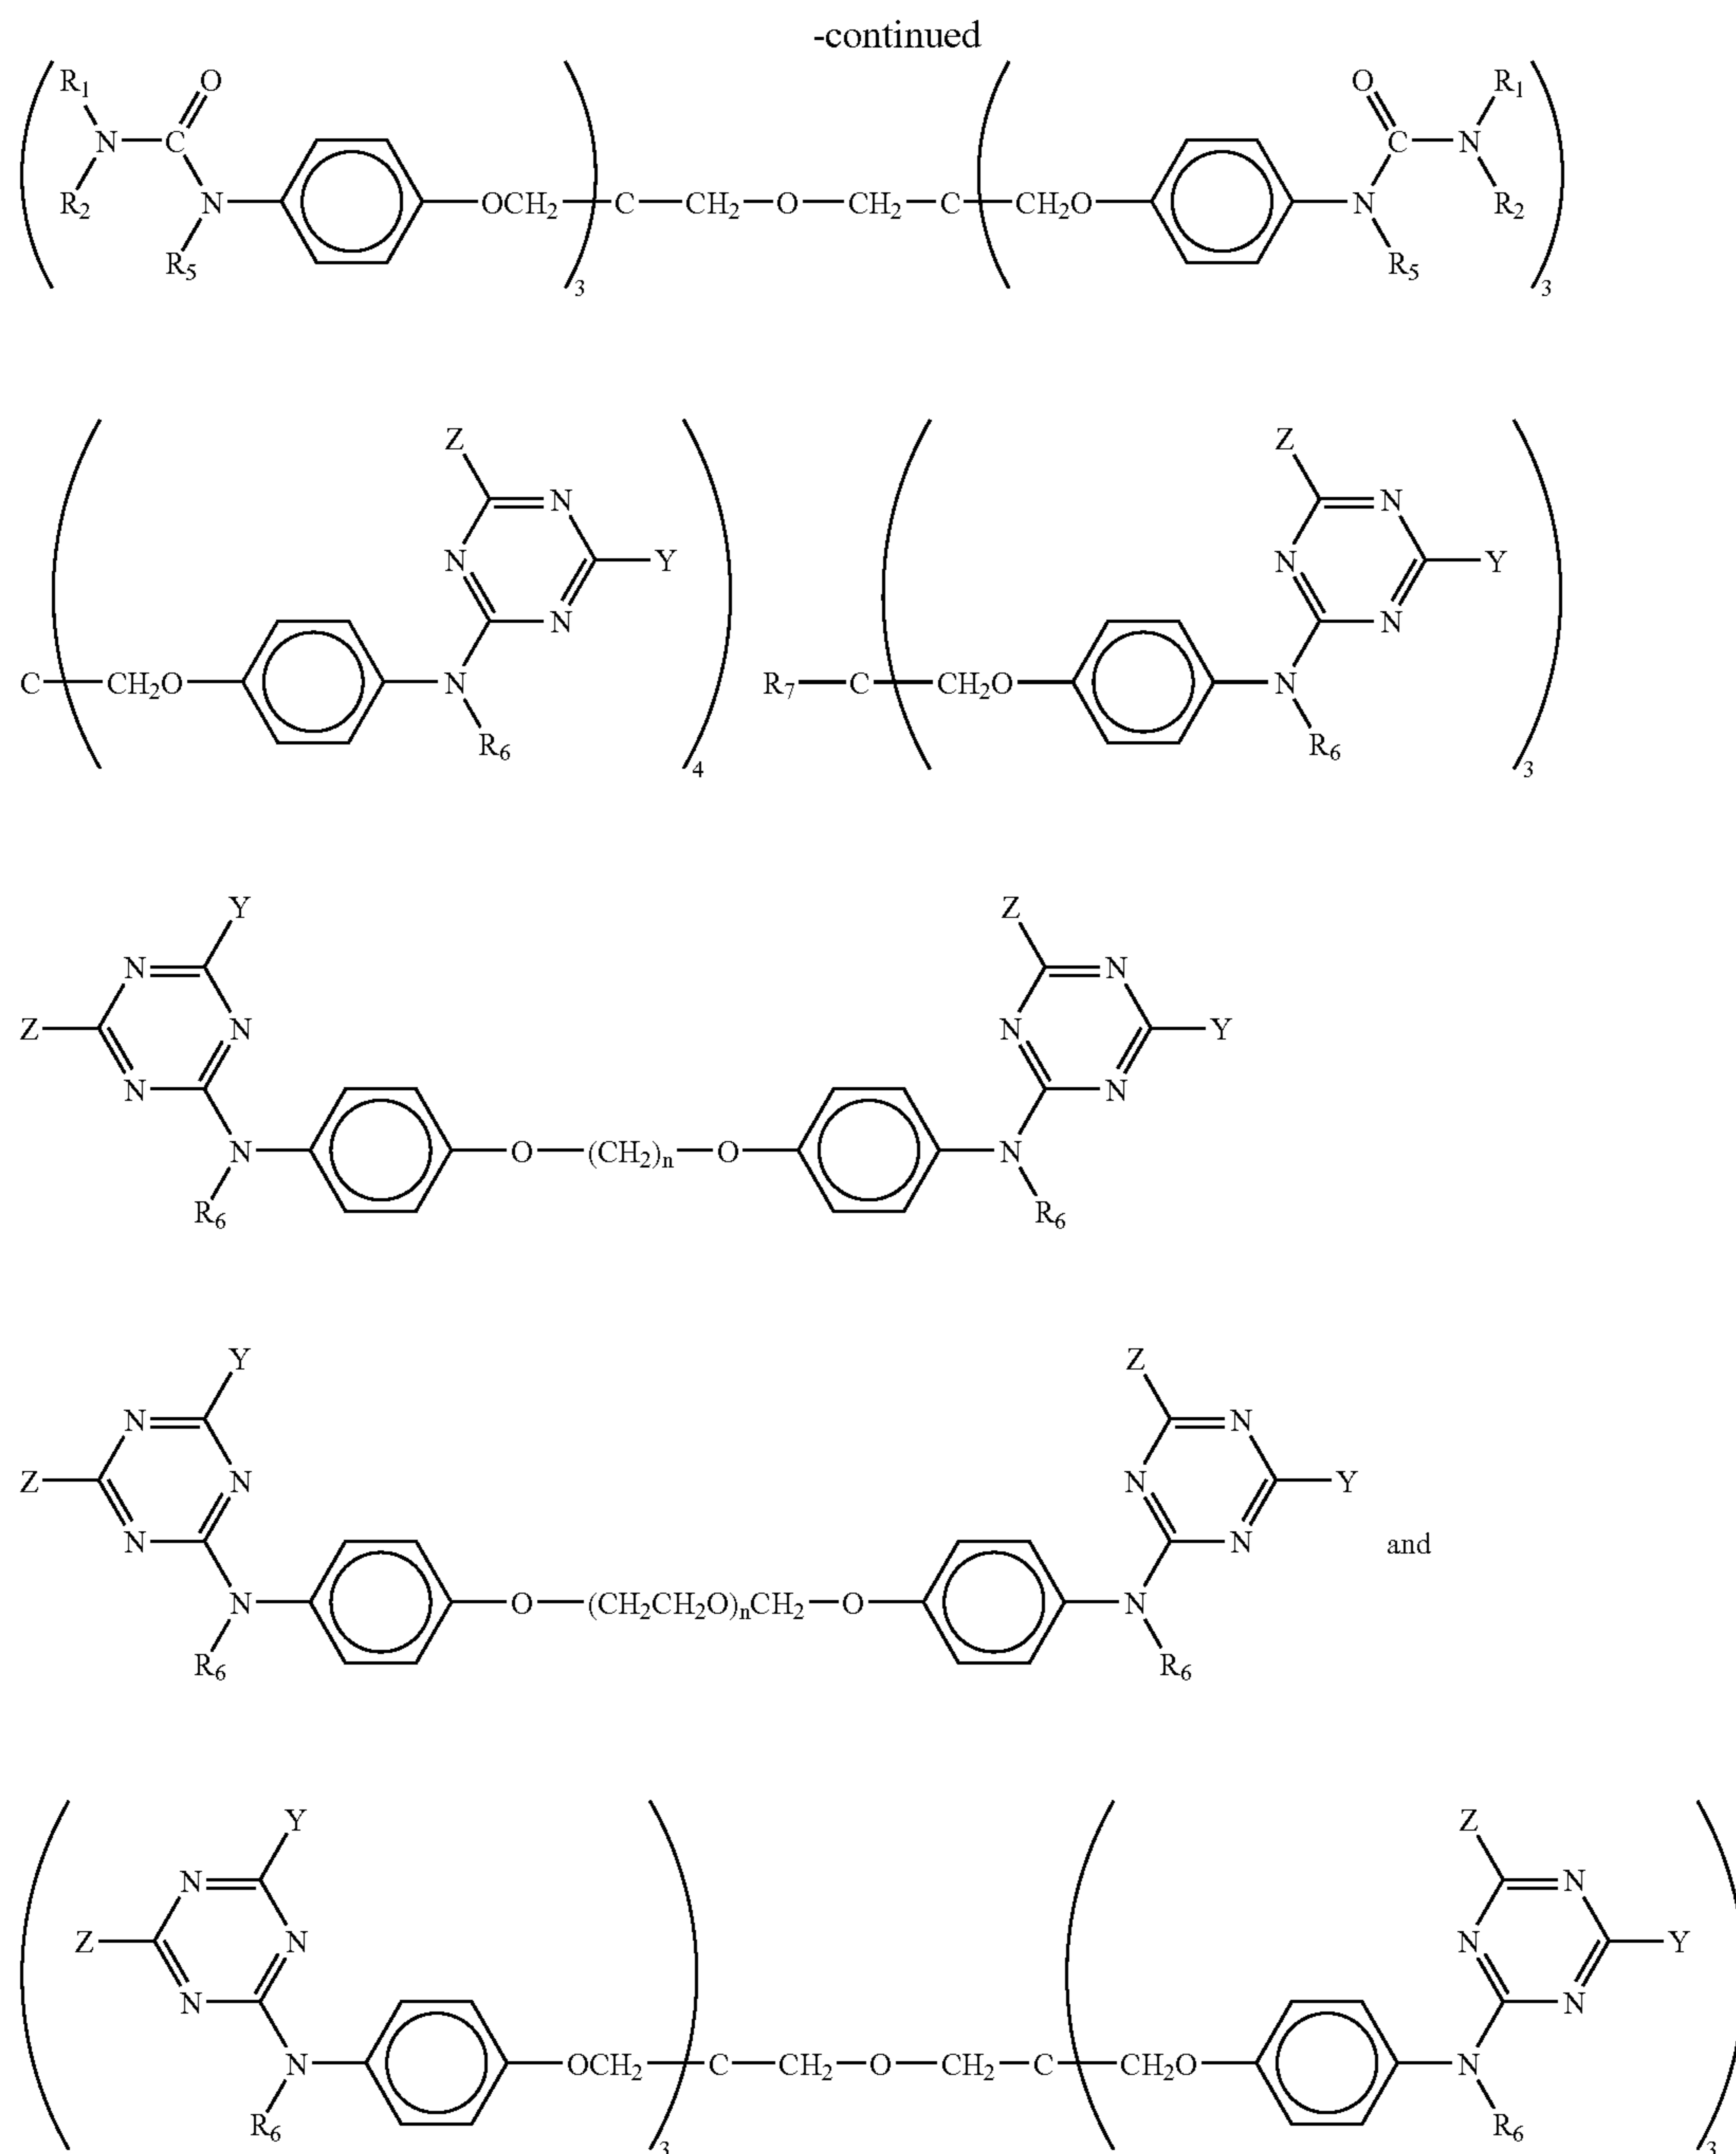 -continued
R1 O O R1
N C C N
R2 N OCH2 C CH2 O CH2 C CH2O N R2
R5 3 R5 3
Z Z
N N
N Y N Y
N N
C CH2O N R7 C CH2O N
R6 4 R6 3
Y Z
N N
Z N N Y
N N
N O (CH2)n O N
R6 R6
Y Z
N N
Z N N Y
N N and
N O (CH2CH2O)nCH2 O N
R6 R6
Y Z
N N
Z N N Y
N N
N OCH2 C CH2 O CH2 C CH2O N
R6 3 R6 3